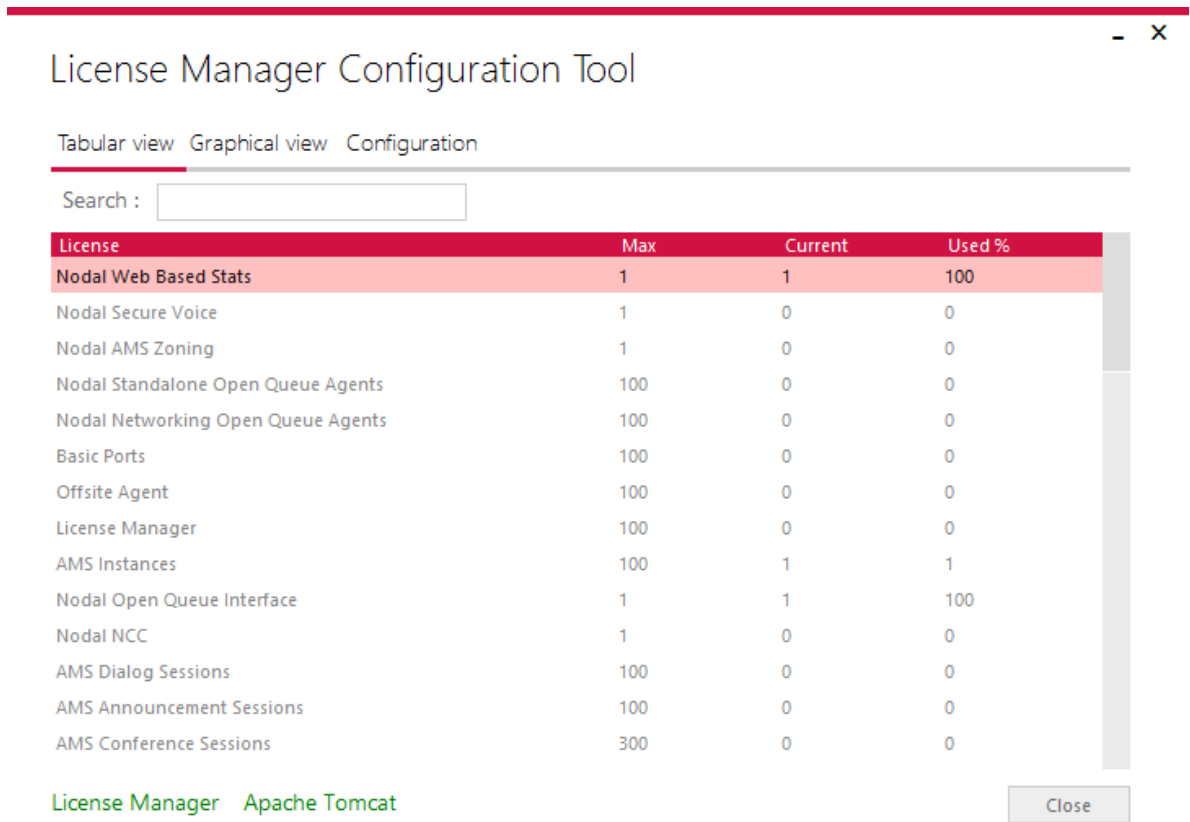 License Manager Configuration Tool
Tabular view Graphical view Configuration
Search :
License Max Current Used %
Nodal Web Based Stats 1 1 100
Nodal Secure Voice 1 0 0
Nodal AMS Zoning 1 0 0
Nodal Standalone Open Queue Agents 100 0 0
Nodal Networking Open Queue Agents 100 0 0
Basic Ports 100 0 0
Offsite Agent 100 0 0
License Manager 100 0 0
AMS Instances 100 1 1
Nodal Open Queue Interface 1 1 100
Nodal NCC 1 0 0
AMS Dialog Sessions 100 0 0
AMS Announcement Sessions 100 0 0
AMS Conference Sessions 300 0 0
License Manager Apache Tomcat Close